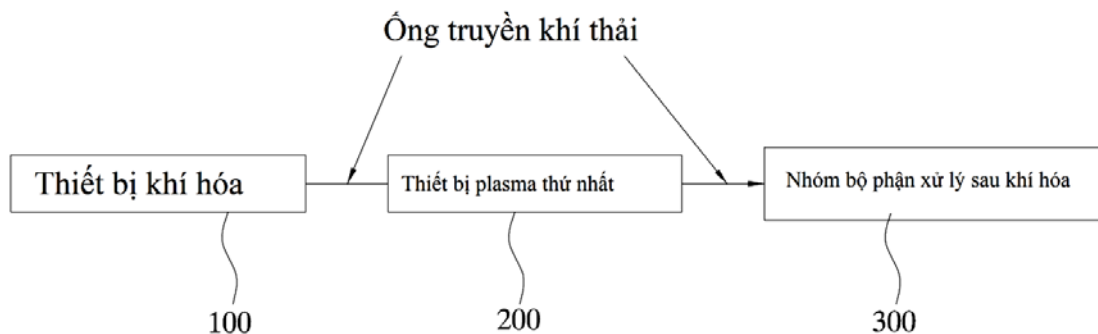 Ống truyền khí thải
Thiết bị khí hóa
Thiết bị plasma thứ nhất
Nhóm bộ phận xử lý sau khí hóa
100
200
300